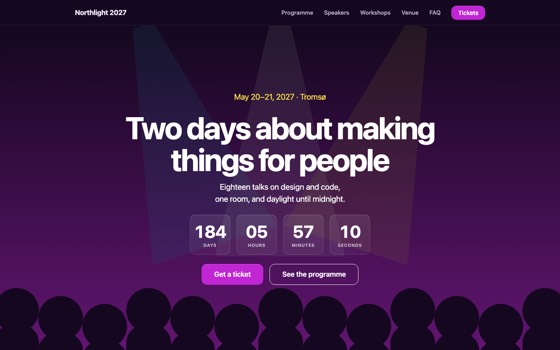 Northlight 2027
Programme Speakers Workshops Venue FAQ Tickets
May 20–21, 2027 · Tromsø
Two days about making
things for people
Eighteen talks on design and code,
one room, and daylight until midnight.
184 05 57 10
DAYS HOURS MINUTES SECONDS
Get a ticket See the programme